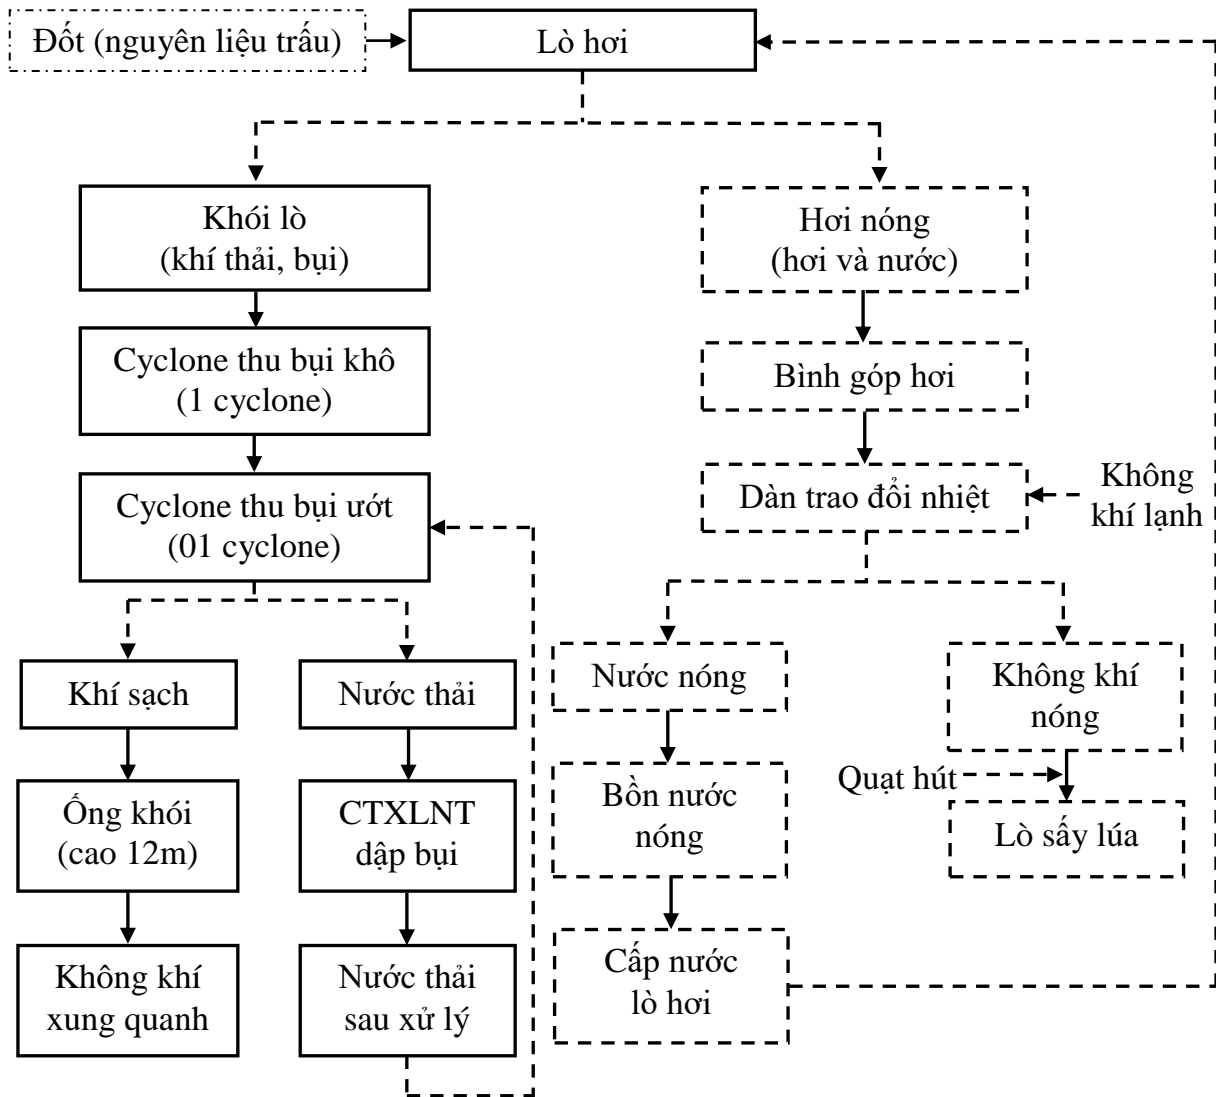 Đốt (nguyên liệu trấu)
Lò hơi
Khói lò
(khí thải, bụi)
Hơi nóng
(hơi và nước)
Cyclone thu bụi khô
(1 cyclone)
Bình góp hơi
Cyclone thu bụi ướt
(01 cyclone)
Dàn trao đổi nhiệt
Không
khí lạnh
Khí sạch
Nước thải
Nước nóng
Không khí
nóng
Quạt hút
Ống khói
(cao 12m)
CTXLNT
dập bụi
Bồn nước
nóng
Lò sấy lúa
Không khí
xung quanh
Nước thải
sau xử lý
Cấp nước
lò hơi